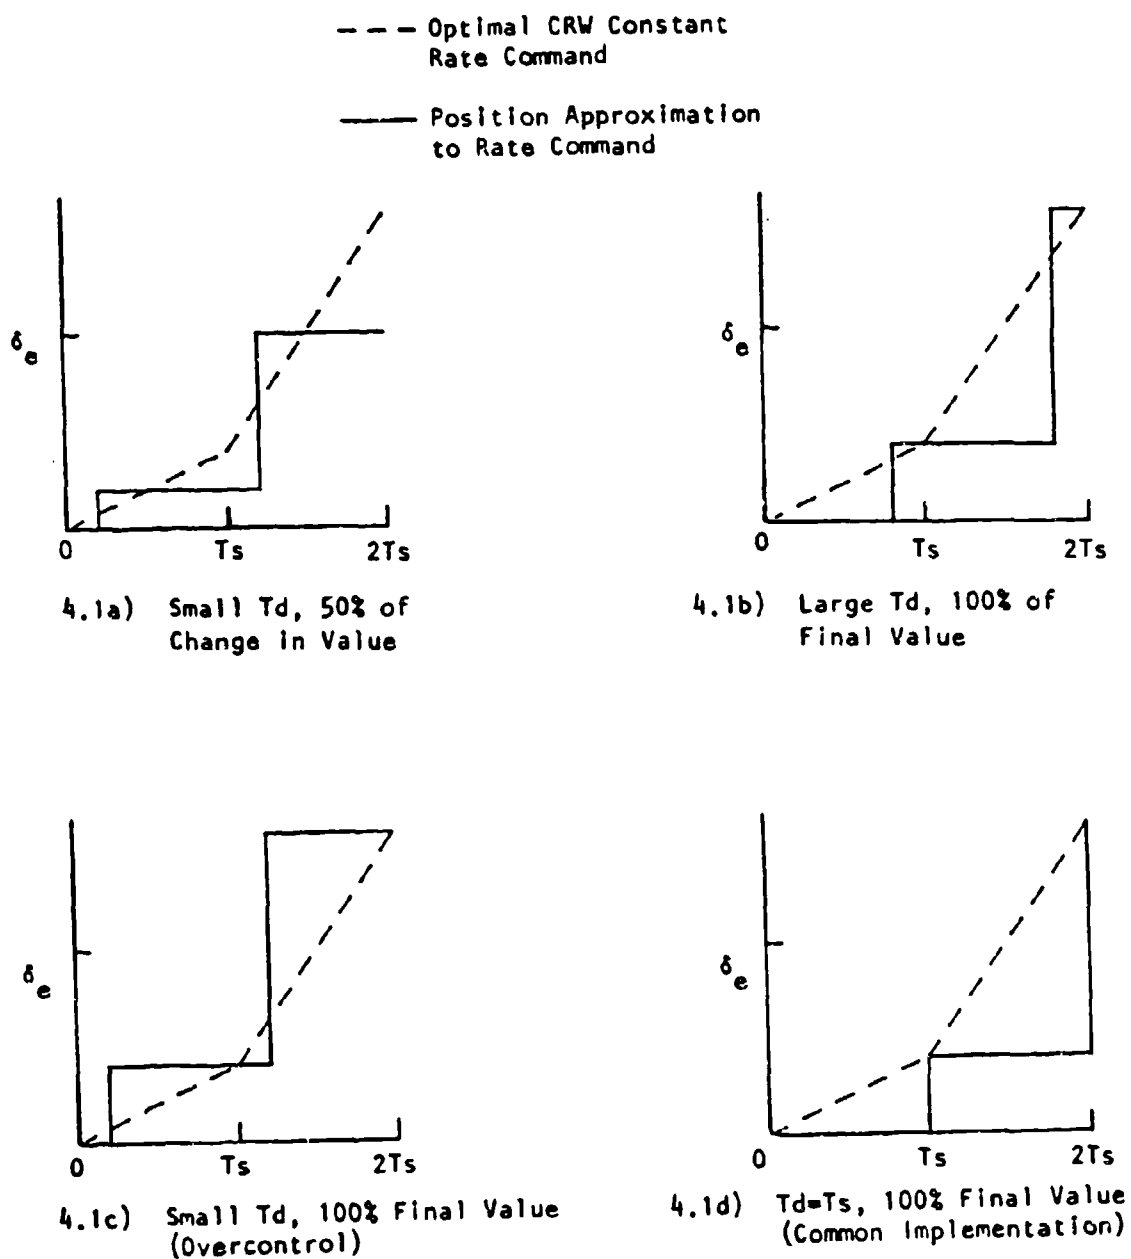 Optimal CRW Constant
Rate Command
Position Approximation
to Rate Command
δe
0 Ts 2Ts
4.1a) Small Td, 50% of
Change in Value
δe
0 Ts 2Ts
4.1b) Large Td, 100% of
Final Value
δe
0 Ts 2Ts
4.1c) Small Td, 100% Final Value
(Overcontrol)
δe
0 Ts 2Ts
4.1d) Td=Ts, 100% Final Value
(Common Implementation)